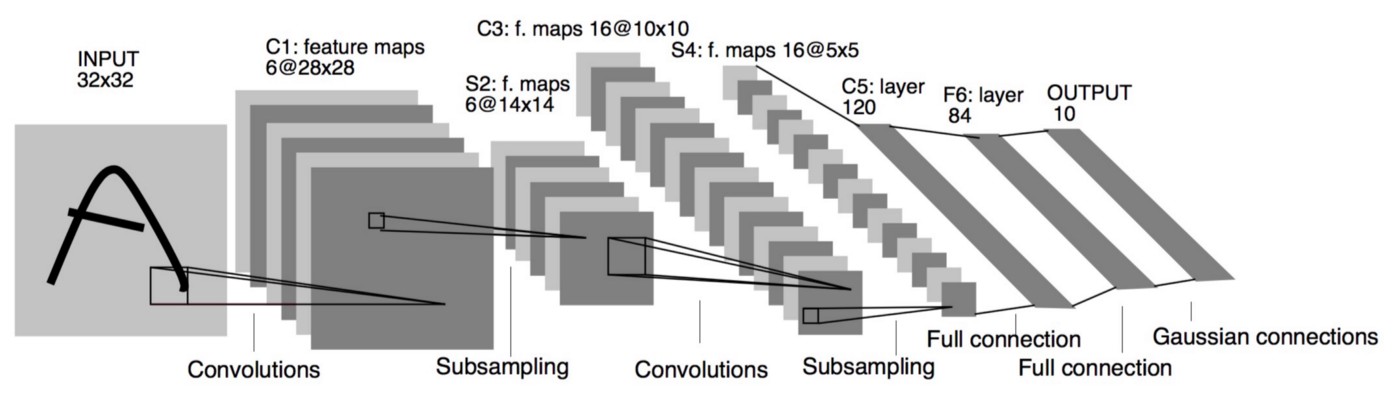 INPUT
32x32
C1: feature maps
6@28x28
S2: f. maps
6@14x14
C3: f. maps 16@10x10
S4: f. maps 16@5x5
C5: layer
120
F6: layer
84
OUTPUT
10
Convolutions
Subsampling
Convolutions
Subsampling
Full connection
Full connection
Gaussian connections